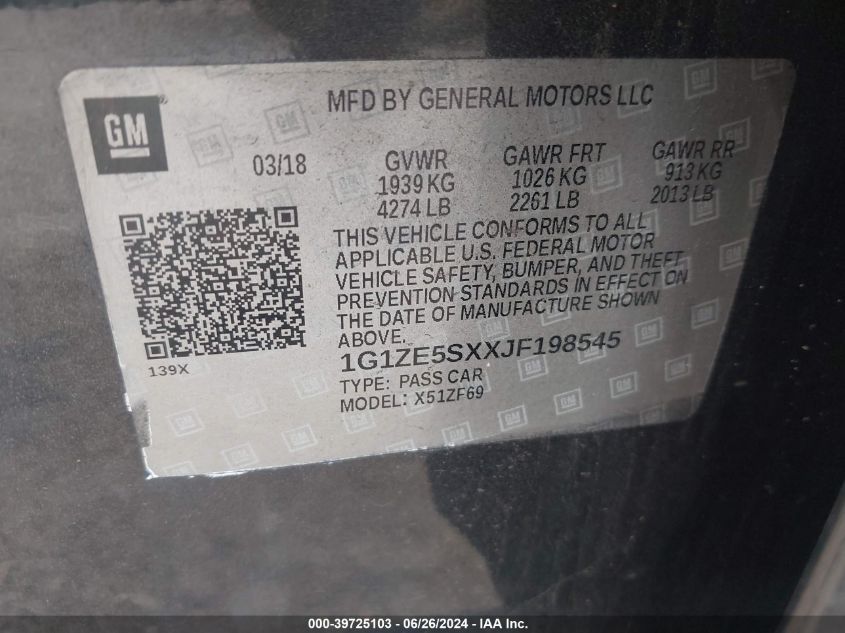 MFD BY GENERAL MOTORS LLC
GM
®
03/18
GVWR
1939 KG
4274 LB
GAWR FRT
1026 KG
2261 LB
GAWR RR
913 KG
2013 LB
THIS VEHICLE CONFORMS TO ALL
APPLICABLE U.S. FEDERAL MOTOR
VEHICLE SAFETY, BUMPER, AND THEFT
PREVENTION STANDARDS IN EFFECT ON
THE DATE OF MANUFACTURE SHOWN
ABOVE.
139X
1G1ZE5SXXJF198545
TYPE: PASS CAR
MODEL: X51ZF69
000-39725103 - 06/26/2024 - IAA Inc.